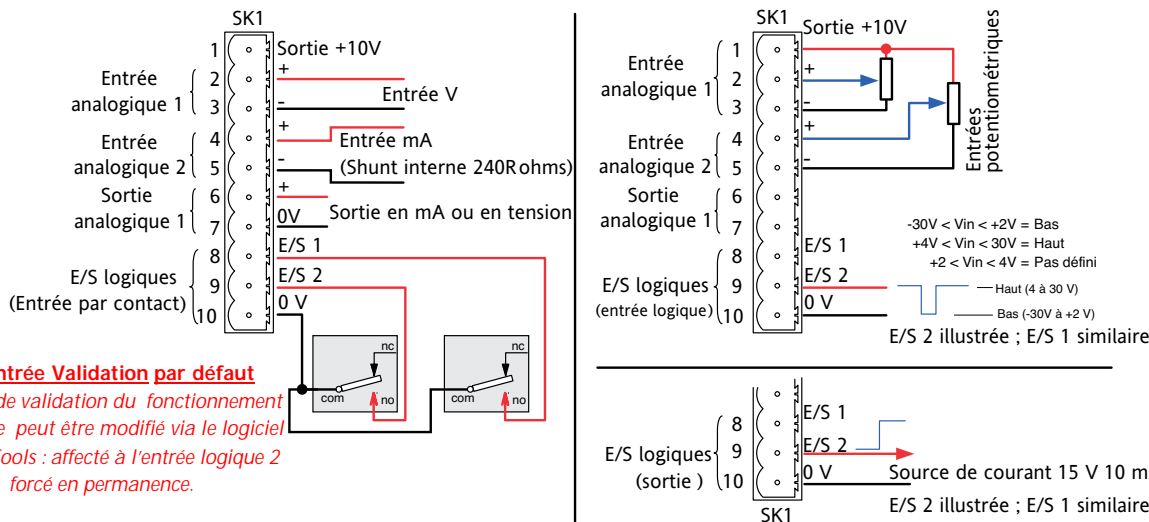 SK1
1
Sortie +10V
Entrée
analogique 1
2
+
3
-
Entrée V
Entrée
analogique 2
4
+
5
-
Entrée mA
(Shunt interne 240R ohms)
Sortie
analogique 1
6
+
7
0V
Sortie en mA ou en tension
8
E/S 1
E/S logiques
(Entrée par contact)
9
E/S 2
10
0 V
nc
com
no
nc
com
no
Entrée Validation par défaut
de validation du fonctionnement
peut être modifié via le logiciel
: affecté à l'entrée logique 2
forcé en permanence.
SK1
1
Sortie +10V
Entrée
analogique 1
2
+
3
-
Entrée
analogique 2
4
+
5
-
Entrées
potentiométriques
Sortie
analogique 1
6
7
8
E/S 1
E/S logiques
(entrée logique)
9
E/S 2
10
0 V
-30V < Vin < +2V = Bas
+4V < Vin < 30V = Haut
+2 < Vin < 4V = Pas défini
Haut (4 à 30 V)
Bas (-30V à +2 V)
E/S 2 illustrée ; E/S 1 similaire
8
E/S 1
E/S logiques
(sortie )
9
E/S 2
10
0 V
Source de courant 15 V 10 m
E/S 2 illustrée ; E/S 1 similaire
SK1